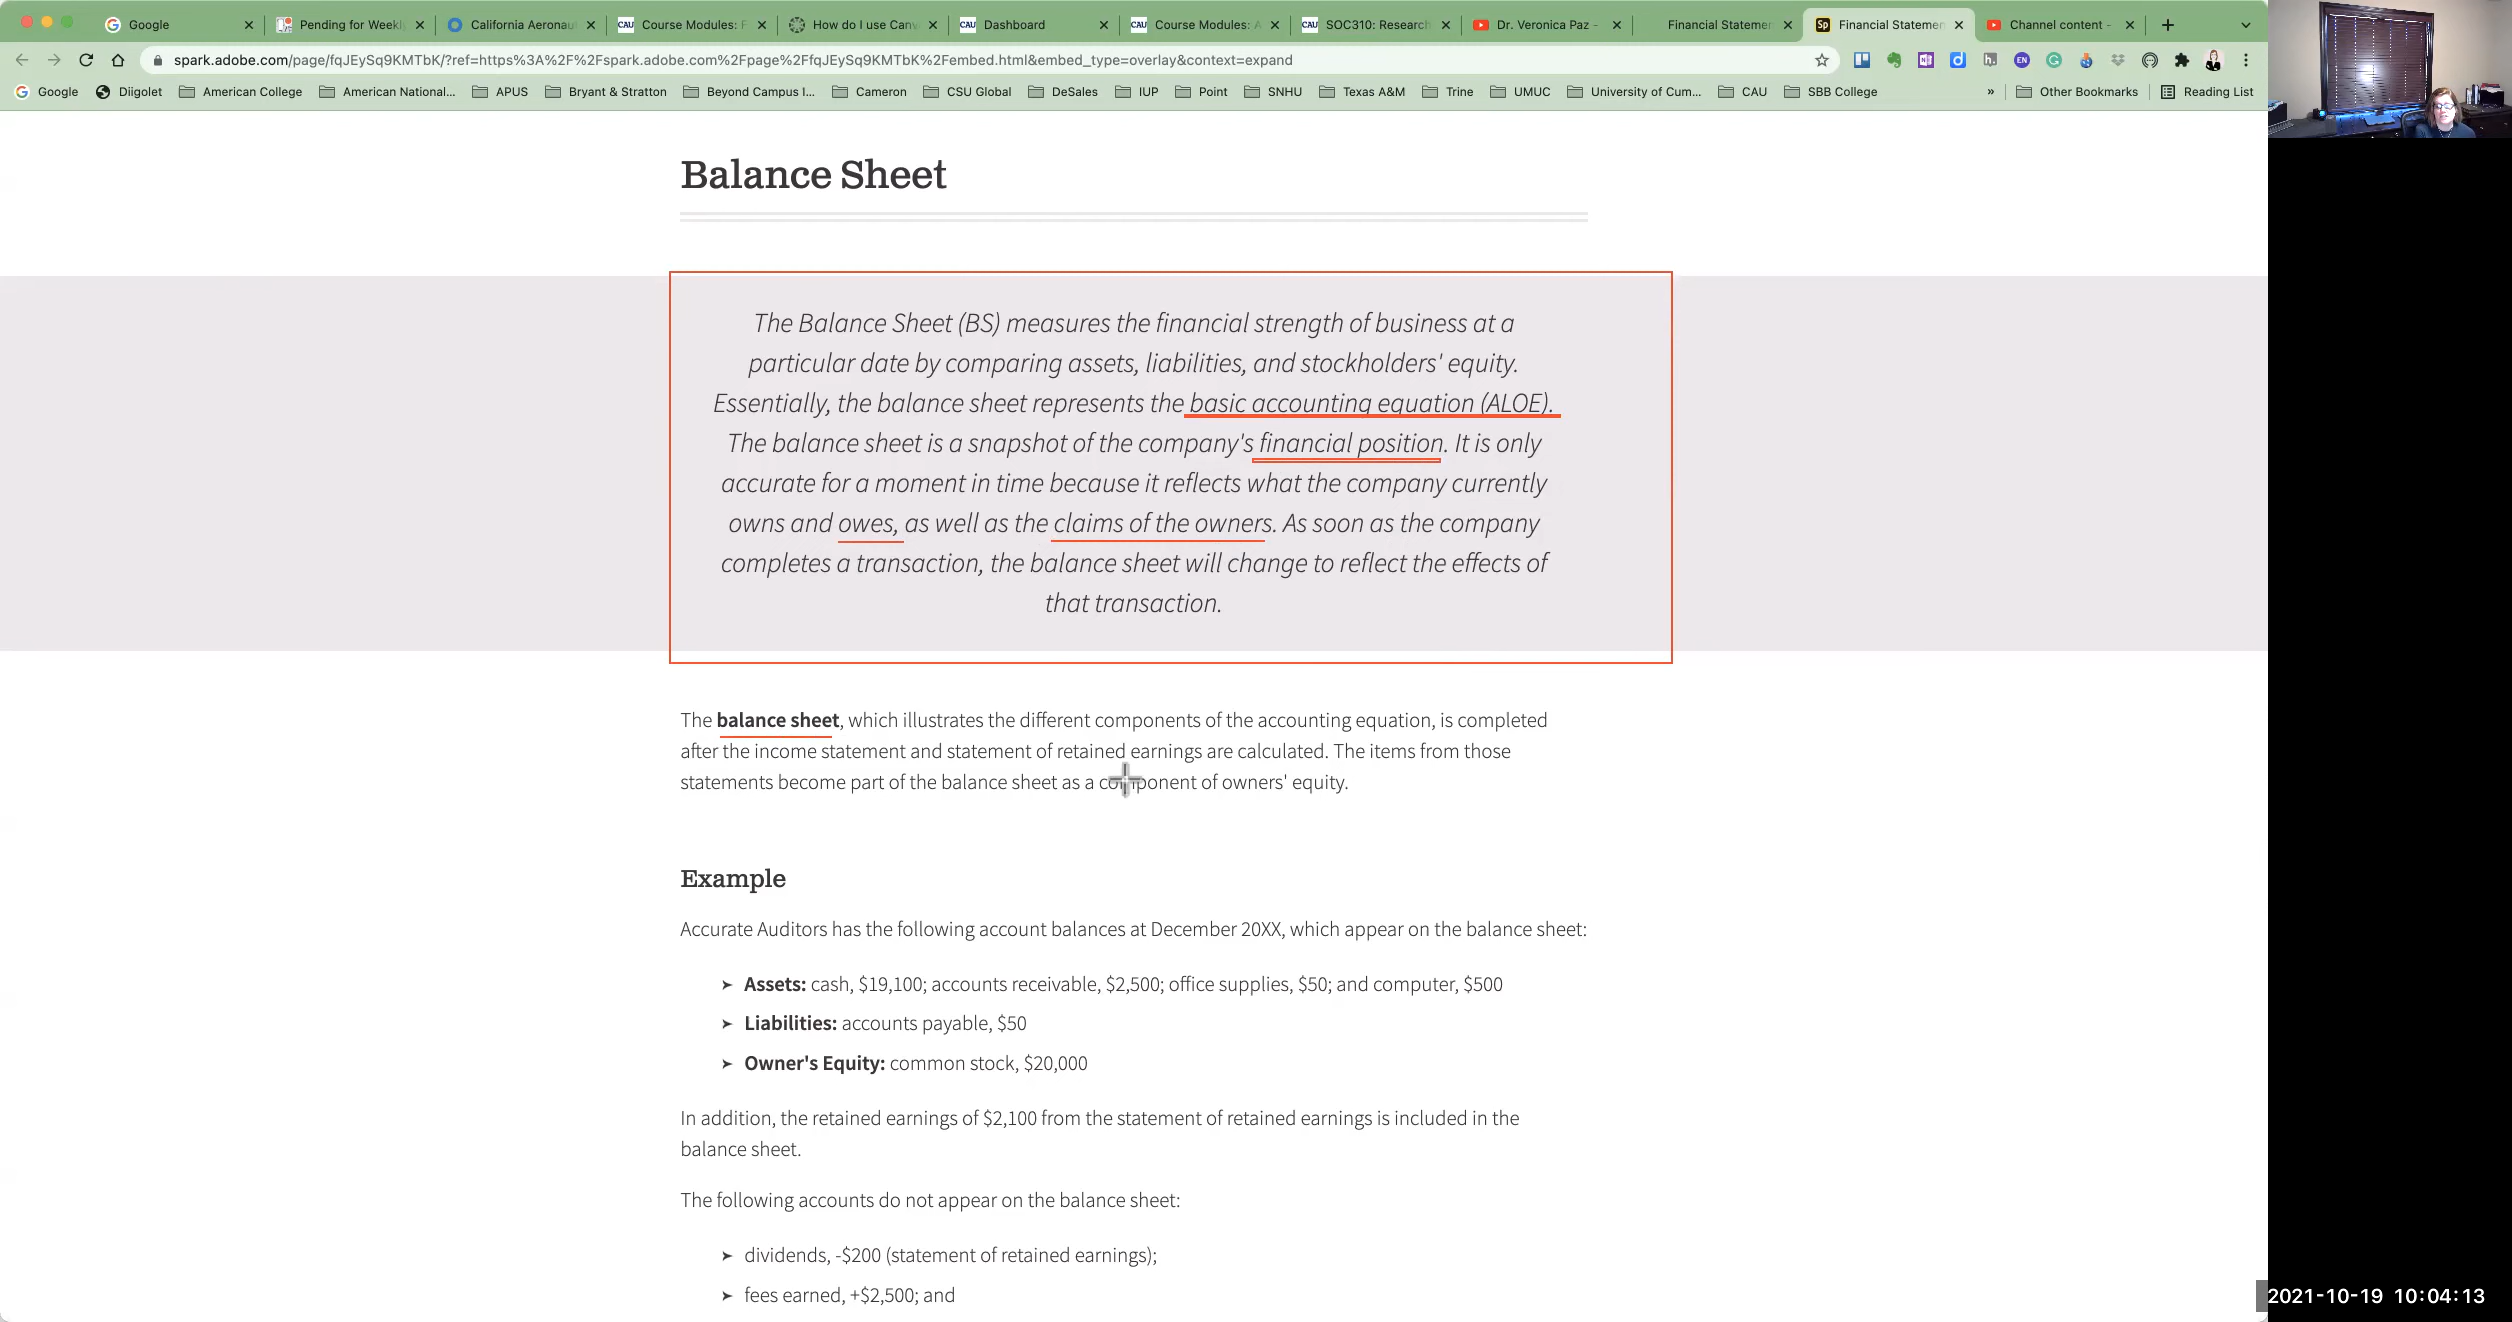 Google
Pending for Weekl
California Aeronau
CAU Course Modules: F
How do I use Canv
CAU Dashboard
CAU Course Modules: A
CAU SOC310: Research
Dr. Veronica Paz -
Financial Statemen
Sp Financial Statemen
Channel content -
spark.adobe.com/page/fqJEySq9KMTbK/?ref=https%3A%2F%2Fspark.adobe.com%2Fpage%2FfqJEySq9KMTbK%2Fembed.html&embed_type=overlay&context=expand
Google Diigolet American College American National... APUS Bryant & Stratton Beyond Campus I... Cameron CSU Global DeSales IUP Point SNHU Texas A&M Trine UMUC University of Cum... CAU SBB College » Other Bookmarks Reading List
Balance Sheet
The Balance Sheet (BS) measures the financial strength of business at a
particular date by comparing assets, liabilities, and stockholders' equity.
Essentially, the balance sheet represents the basic accounting equation (ALOE).
The balance sheet is a snapshot of the company's financial position. It is only
accurate for a moment in time because it reflects what the company currently
owns and owes, as well as the claims of the owners. As soon as the company
completes a transaction, the balance sheet will change to reflect the effects of
that transaction.
The balance sheet, which illustrates the different components of the accounting equation, is completed
after the income statement and statement of retained earnings are calculated. The items from those
statements become part of the balance sheet as a component of owners' equity.
Example
Accurate Auditors has the following account balances at December 20XX, which appear on the balance sheet:
➤ Assets: cash, $19,100; accounts receivable, $2,500; office supplies, $50; and computer, $500
➤ Liabilities: accounts payable, $50
➤ Owner's Equity: common stock, $20,000
In addition, the retained earnings of $2,100 from the statement of retained earnings is included in the
balance sheet.
The following accounts do not appear on the balance sheet:
➤ dividends, -$200 (statement of retained earnings);
➤ fees earned, +$2,500; and
2021-10-19 10:04:13